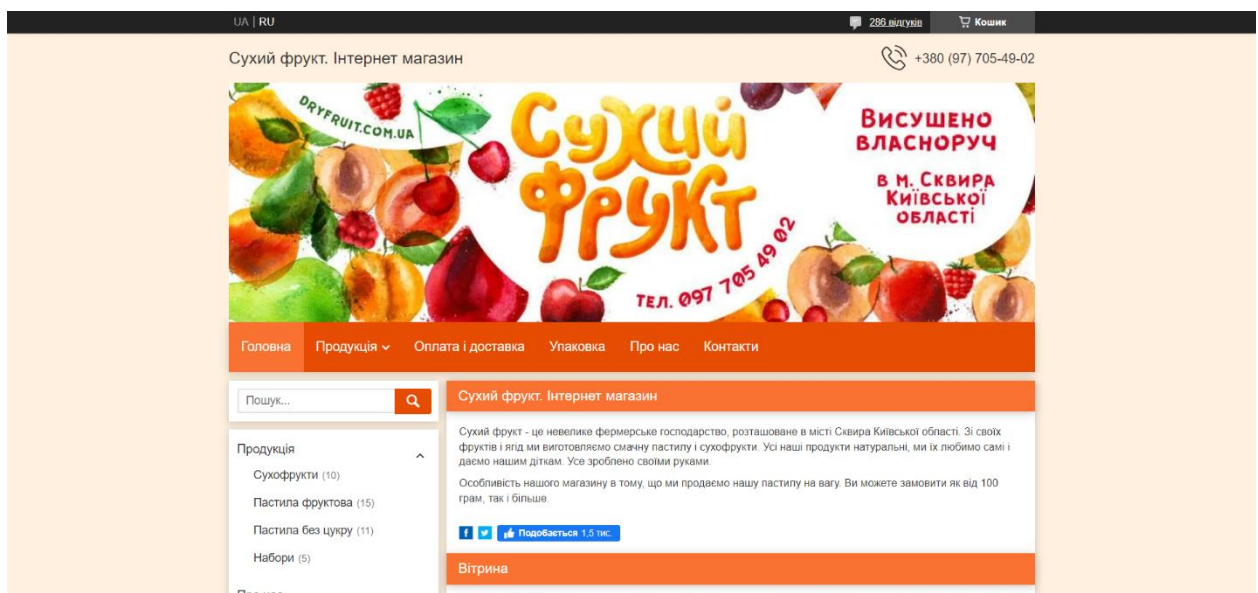 UA | RU
286 відгуків
Кошик
Сухий фрукт. Інтернет магазин
+380 (97) 705-49-02
DRYFRUIT.COM.UA
Сухий
Фрукт
ТЕЛ. 097 705 49 02
Висушено
власноруч
в м. Сквира
Київської
області
Головна
Продукція
Оплата і доставка
Упаковка
Про нас
Контакти
Пошук...
Продукція
Сухофрукти (10)
Пастила фруктова (15)
Пастила без цукру (11)
Набори (5)
Сухий фрукт. Інтернет магазин
Сухий фрукт - це невелике фермерське господарство, розташоване в місті Сквира Київської області. Зі своїх
фруктів і ягід ми виготовляємо смачну пастилу і сухофрукти. Усі наші продукти натуральні, ми їх любимо самі і
даємо нашим діткам. Усе зроблено своїми руками.
Особливість нашого магазину в тому, що ми продаємо нашу пастилу на вагу. Ви можете замовити як від 100
грам, так і більше.
Подобається 1,5 тис.
Вітрина